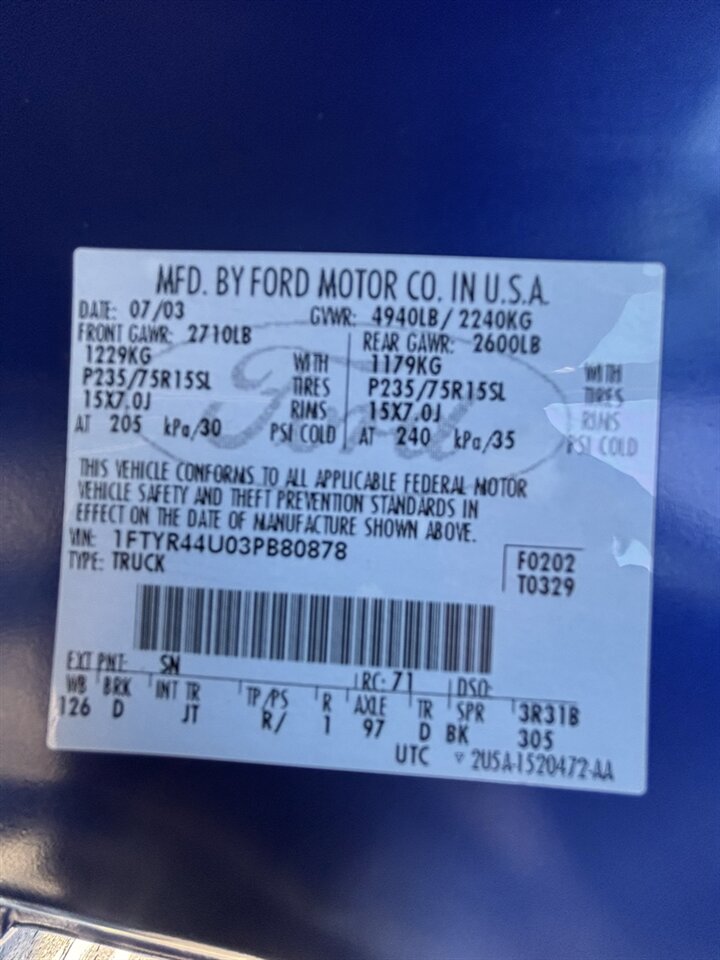 MFD. BY FORD MOTOR CO. IN U.S.A.
DATE: 07/03 GVWR: 4940LB/ 2240KG
FRONT GAWR: 2710LB REAR GAWR: 2600LB
1229KG WITH 1179KG WITH
P235/75R15SL TIRES P235/75R15SL TIRES
15X7.0J RIMS 15X7.0J RIMS
AT 205 kPa/30 PSI COLD AT 240 kPa/35 PSI COLD
Ford
THIS VEHICLE CONFORMS TO ALL APPLICABLE FEDERAL MOTOR
VEHICLE SAFETY AND THEFT PREVENTION STANDARDS IN
EFFECT ON THE DATE OF MANUFACTURE SHOWN ABOVE.
VIN: 1FTYR44U03PB80878 F0202
TYPE: TRUCK T0329
EXT PNT: SN RC: 71 DSO:
WB BRK INT TR TP/PS R AXLE TR SPR 3R31B
126 D JT R/ 1 97 D BK 305
UTC ▽ 2U5A-1520472-AA